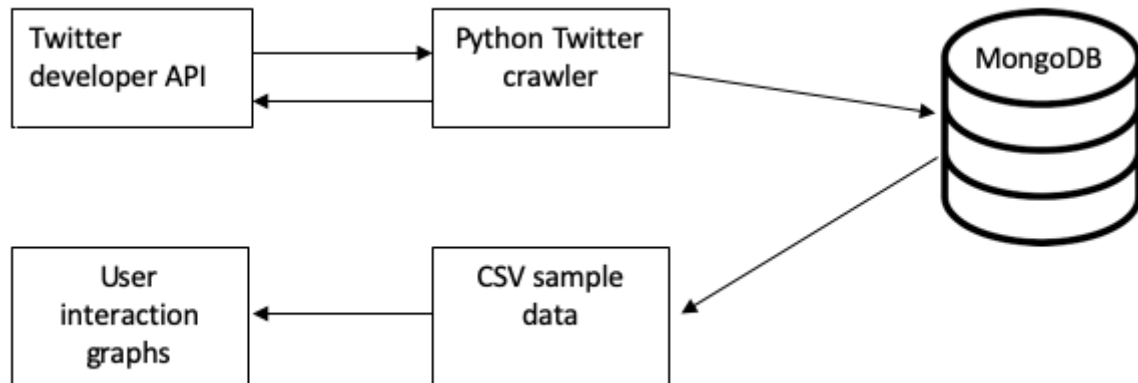 Twitter
developer API
Python Twitter
crawler
MongoDB
User
interaction
graphs
CSV sample
data